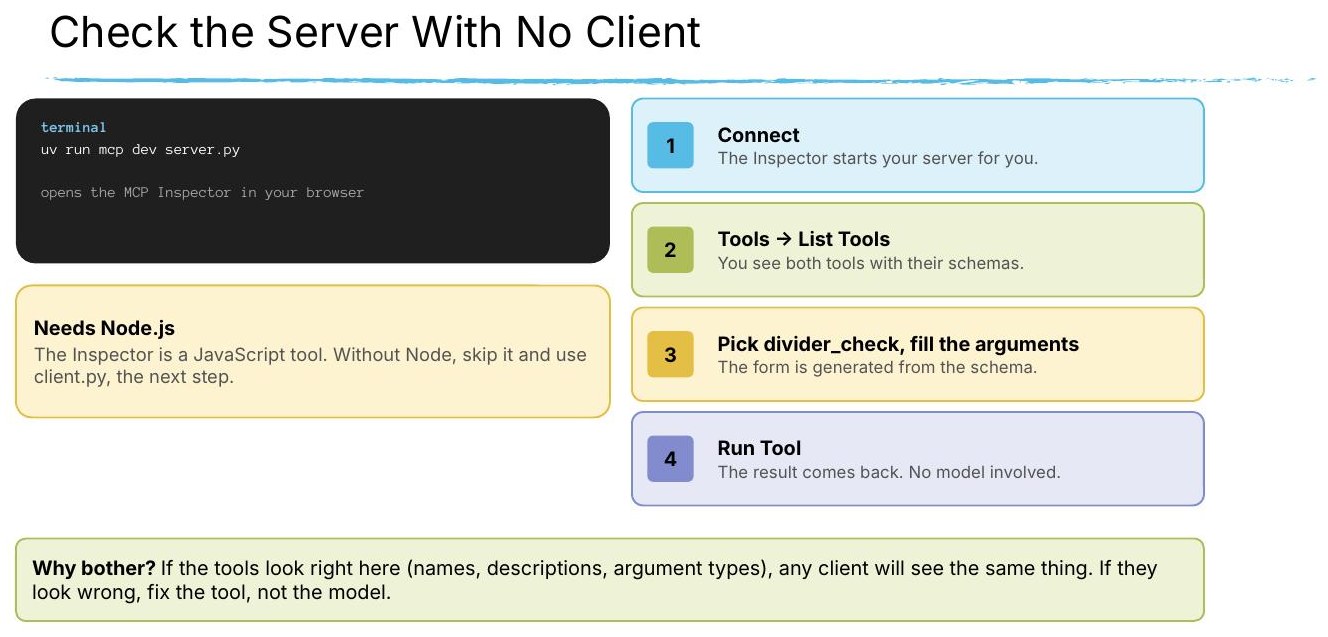 Check the Server With No Client
terminal
uv run mcp dev server.py
opens the MCP Inspector in your browser
Needs Node.js
The Inspector is a JavaScript tool. Without Node, skip it and use
client.py, the next step.
1
Connect
The Inspector starts your server for you.
2
Tools → List Tools
You see both tools with their schemas.
3
Pick divider_check, fill the arguments
The form is generated from the schema.
4
Run Tool
The result comes back. No model involved.
Why bother? If the tools look right here (names, descriptions, argument types), any client will see the same thing. If they
look wrong, fix the tool, not the model.